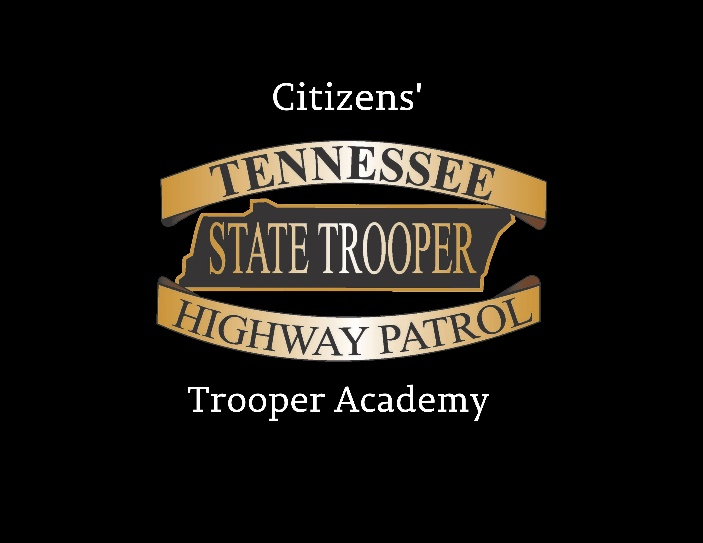 Citizens'
TENNESSEE
STATE TROOPER
HIGHWAY PATROL
Trooper Academy